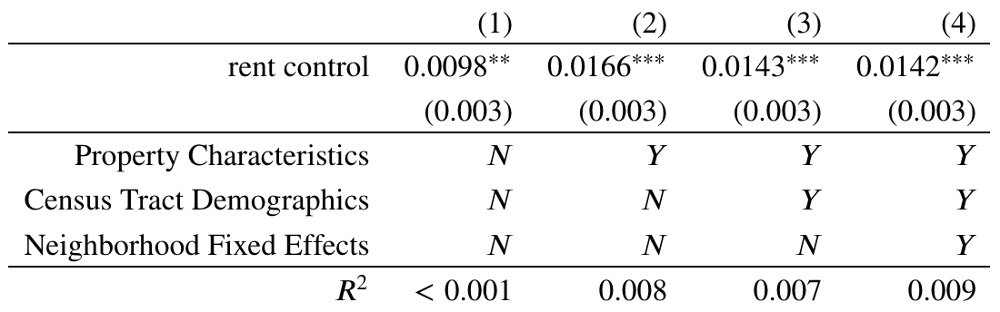 (1) (2) (3) (4)
rent control 0.0098** 0.0166*** 0.0143*** 0.0142***
(0.003) (0.003) (0.003) (0.003)
Property Characteristics N Y Y Y
Census Tract Demographics N N Y Y
Neighborhood Fixed Effects N N N Y
R² < 0.001 0.008 0.007 0.009